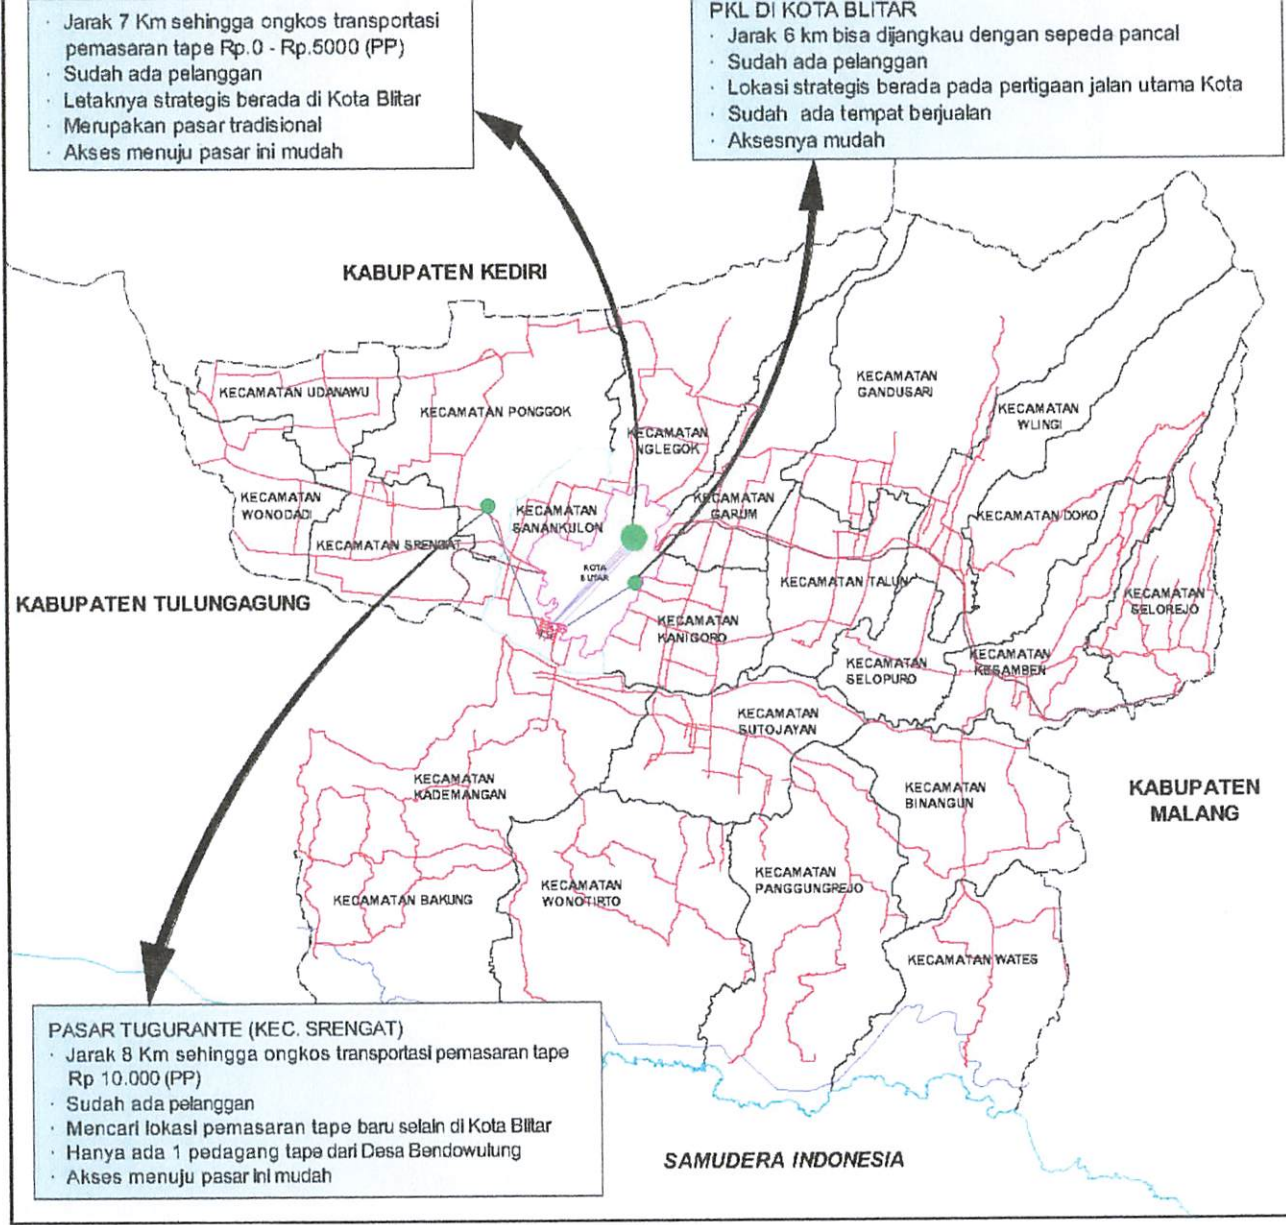 · Jarak 7 Km sehingga ongkos transportasi
pemasaran tape Rp.0 - Rp.5000 (PP)
· Sudah ada pelanggan
· Letaknya strategis berada di Kota Blitar
· Merupakan pasar tradisional
· Akses menuju pasar ini mudah
PKL DI KOTA BLITAR
· Jarak 6 km bisa dijangkau dengan sepeda pancal
· Sudah ada pelanggan
· Lokasi strategis berada pada pertigaan jalan utama Kota
· Sudah ada tempat berjualan
· Aksesnya mudah
KABUPATEN KEDIRI
KECAMATAN UDANAWU
KECAMATAN PONGGOK
KECAMATAN
NGLEGOK
KECAMATAN
GANDUSARI
KECAMATAN
WLINGI
KECAMATAN
WONODADI
KECAMATAN SRENGAT
KECAMATAN
SANANKULON
KECAMATAN
GARUM
KECAMATAN DOKO
KOTA
BLITAR
KECAMATAN TALUN
KABUPATEN TULUNGAGUNG
KECAMATAN
KANIGORO
KECAMATAN
SELOREJO
KECAMATAN
SELOPURO
KECAMATAN
KESAMBEN
KECAMATAN
SUTOJAYAN
KECAMATAN
KADEMANGAN
KECAMATAN
BINANGUN
KABUPATEN
MALANG
KECAMATAN BAKUNG
KECAMATAN
WONOTIRTO
KECAMATAN
PANGGUNGREJO
KECAMATAN WATES
PASAR TUGURANTE (KEC. SRENGAT)
· Jarak 8 Km sehingga ongkos transportasi pemasaran tape
Rp 10.000 (PP)
· Sudah ada pelanggan
· Mencari lokasi pemasaran tape baru selain di Kota Blitar
· Hanya ada 1 pedagang tape dari Desa Bendowulung
· Akses menuju pasar ini mudah
SAMUDERA INDONESIA